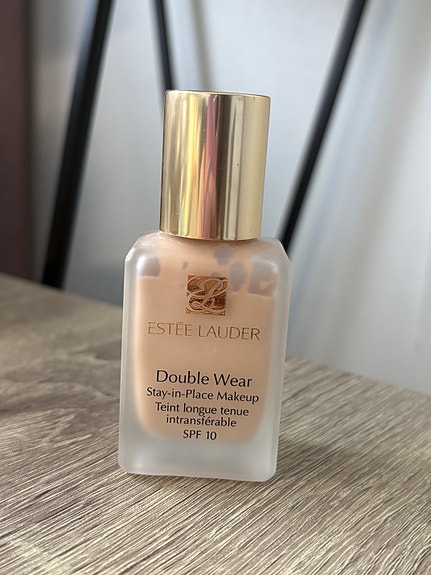 ESTĒE LAUDER
Double Wear
Stay-in-Place Makeup
Teint longue tenue
intransférable
SPF 10